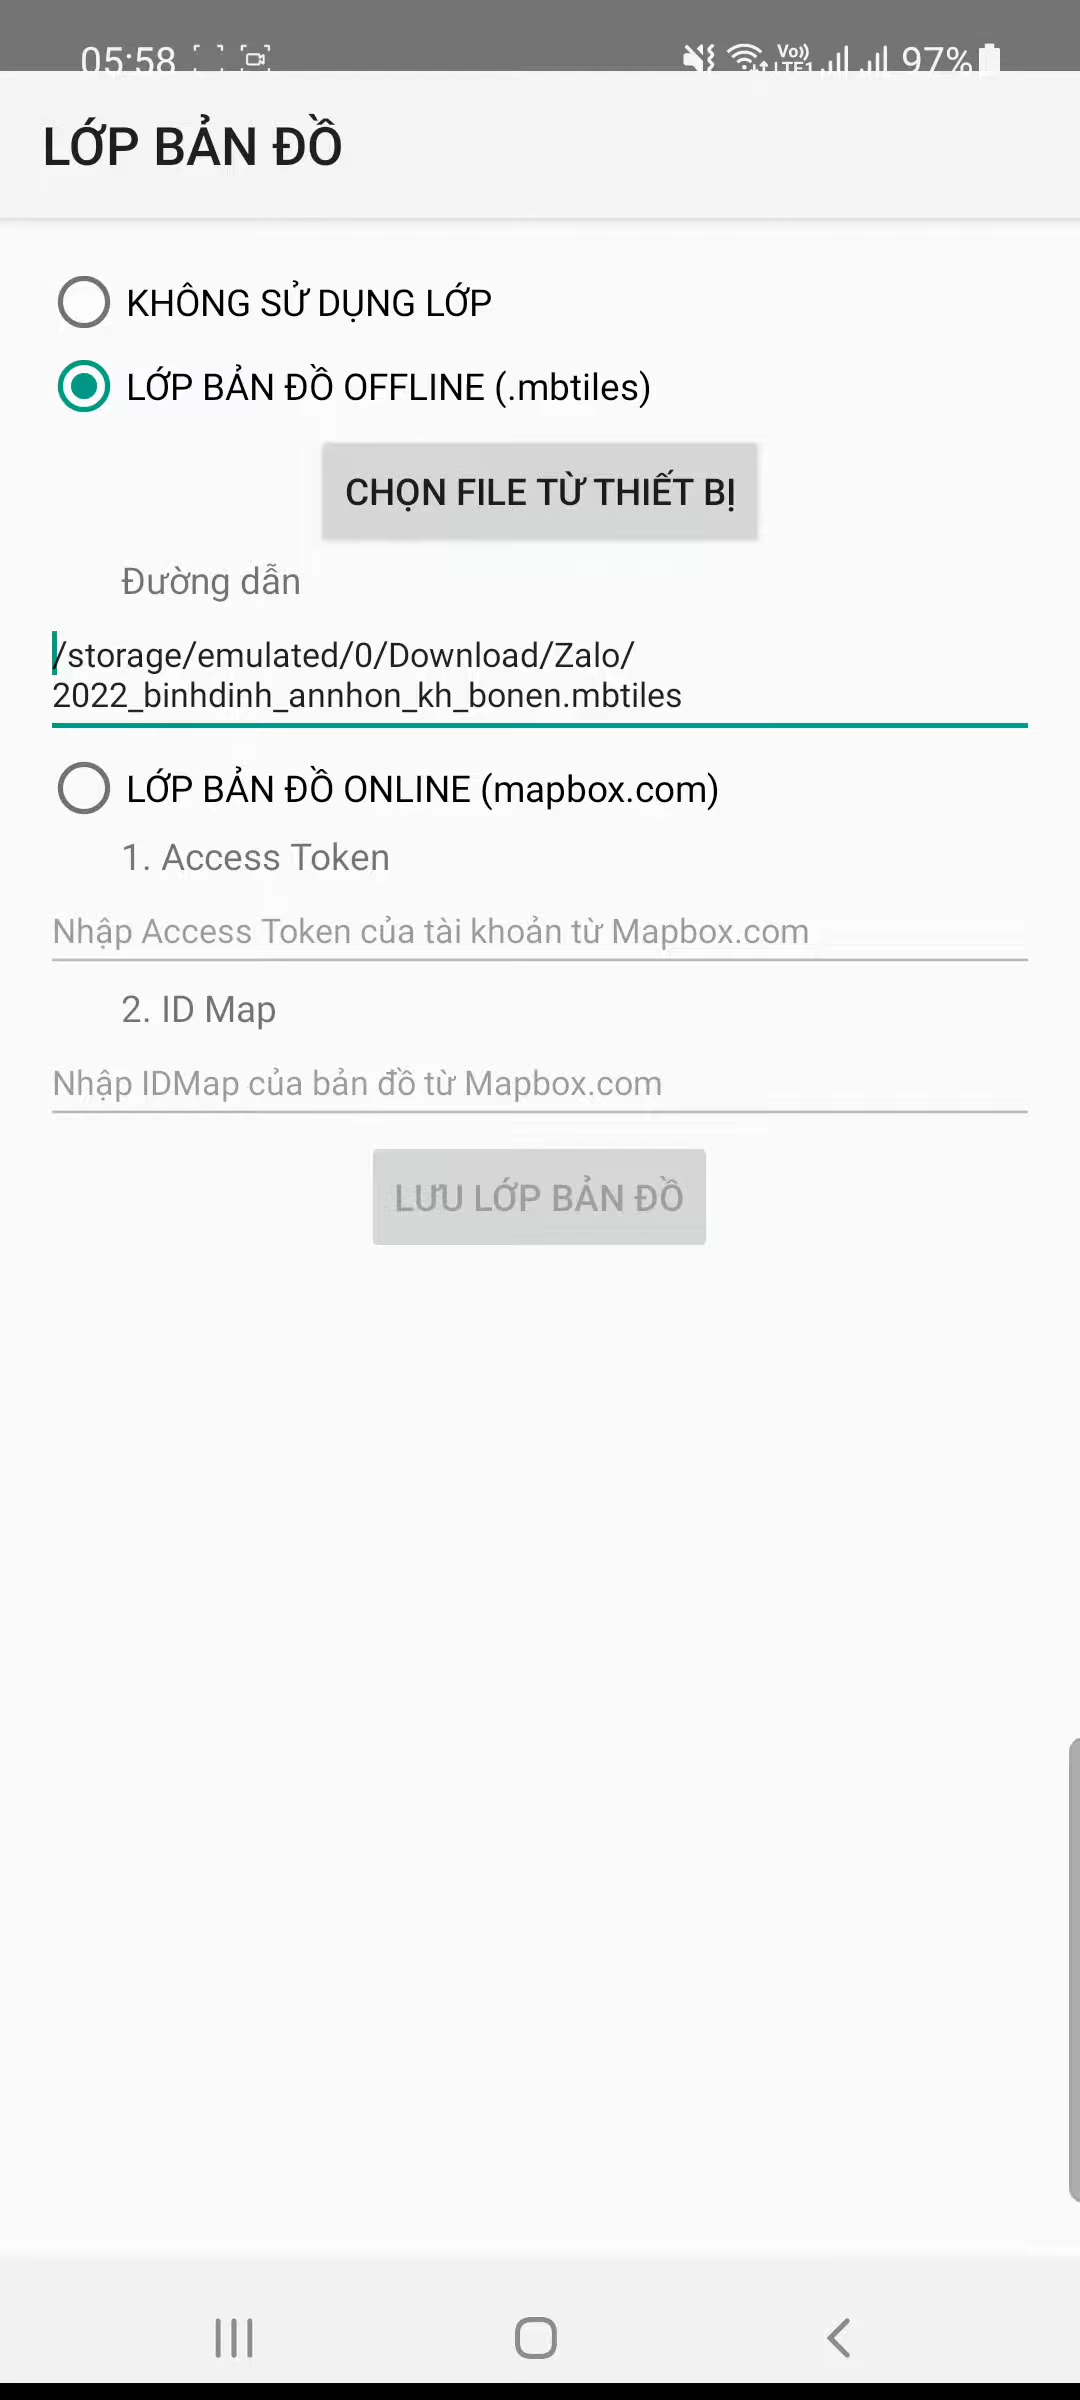 05:58 Vo)) LTE1 97%
LỚP BẢN ĐỒ
KHÔNG SỬ DỤNG LỚP
LỚP BẢN ĐỒ OFFLINE (.mbtiles)
CHỌN FILE TỪ THIẾT BỊ
Đường dẫn
/storage/emulated/0/Download/Zalo/
2022_binhdinh_annhon_kh_bonen.mbtiles
LỚP BẢN ĐỒ ONLINE (mapbox.com)
1. Access Token
Nhập Access Token của tài khoản từ Mapbox.com
2. ID Map
Nhập IDMap của bản đồ từ Mapbox.com
LƯU LỚP BẢN ĐỒ